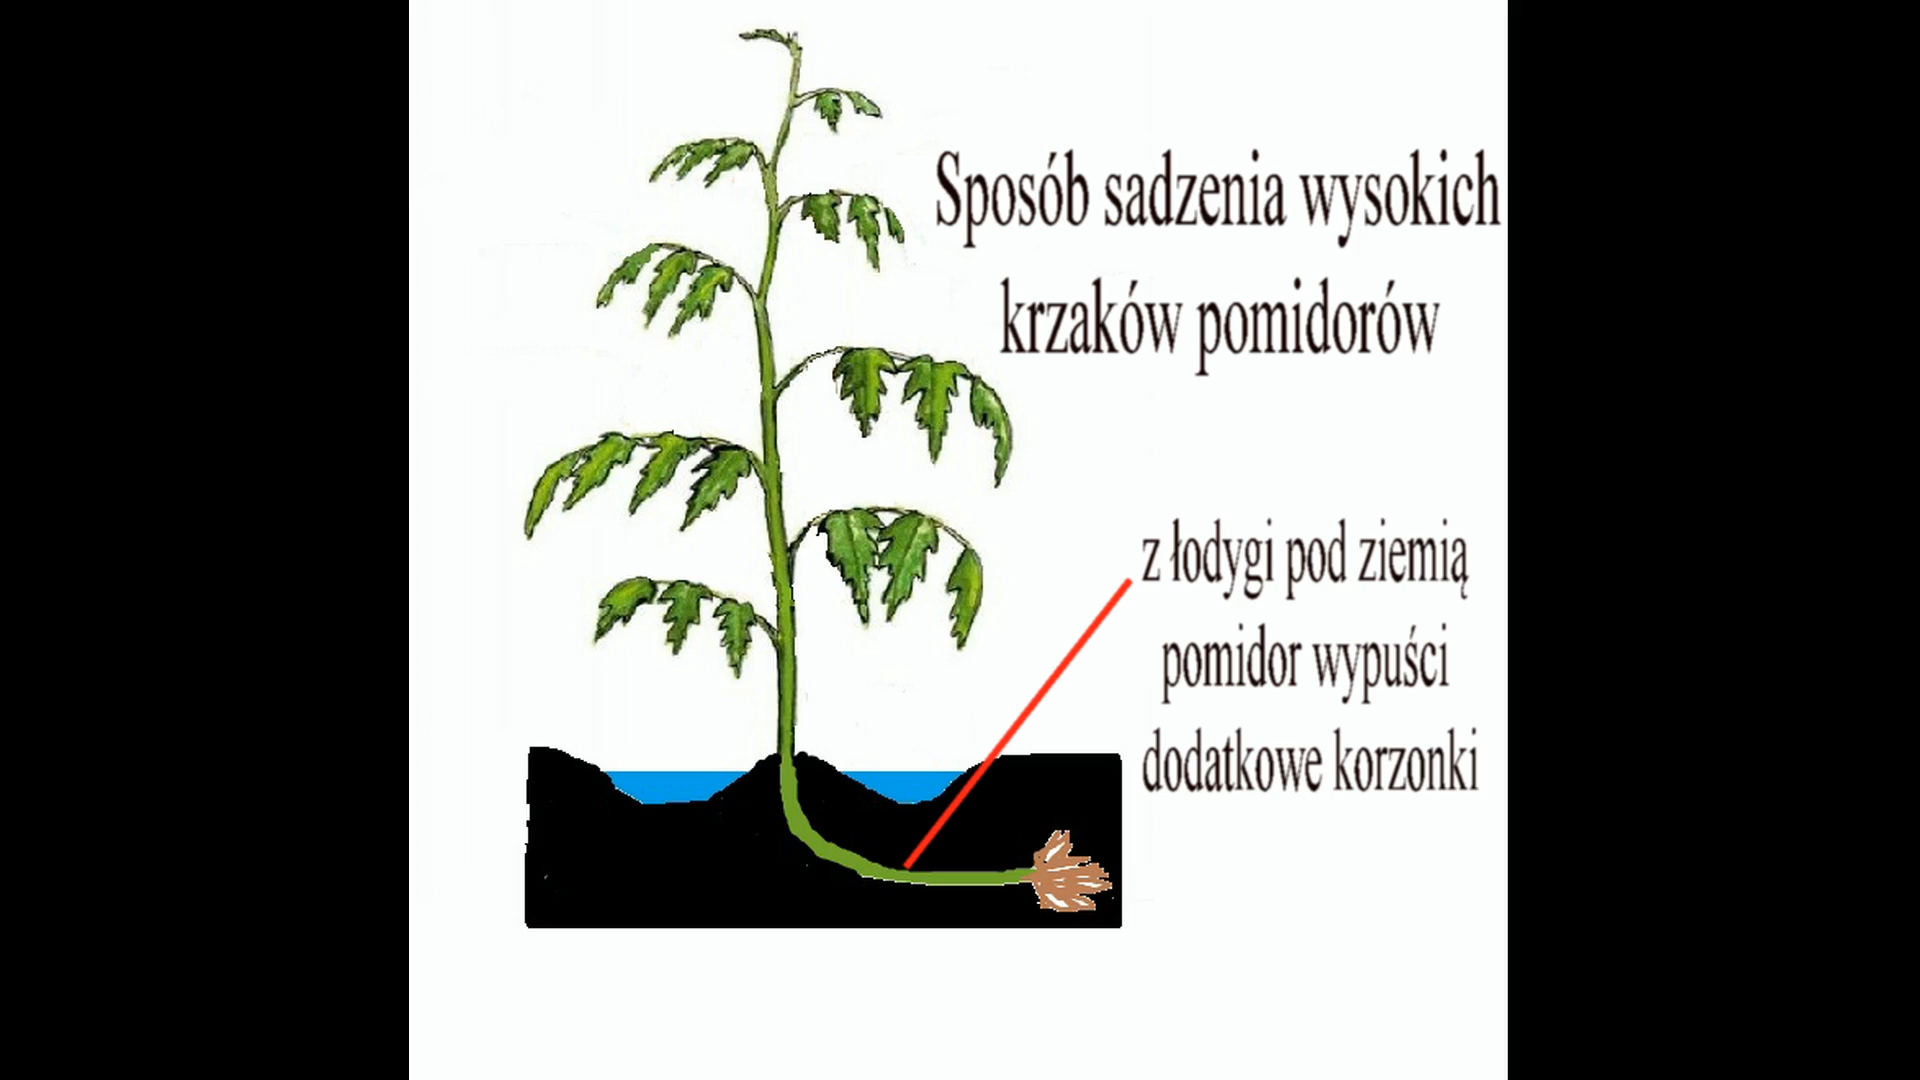 Sposób sadzenia wysokich
krzaków pomidorów
z łodygi pod ziemią
pomidor wypuści
dodatkowe korzonki